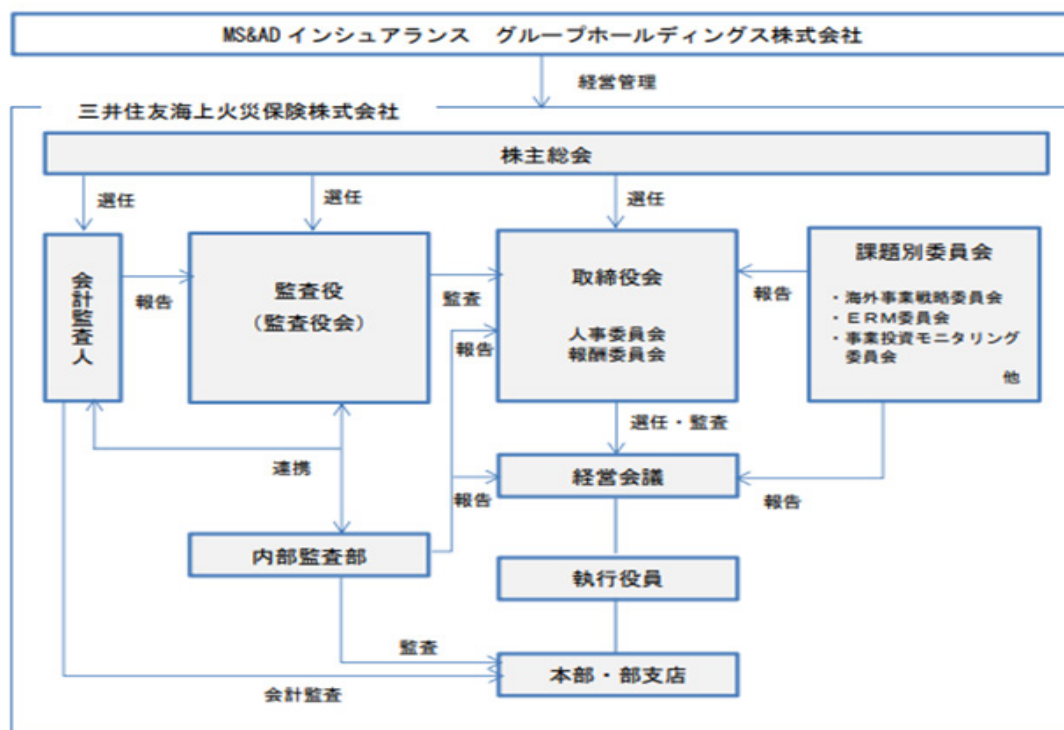 MS&ADインシュアランス　グループホールディングス株式会社
経営管理
三井住友海上火災保険株式会社
株主総会
選任
選任
選任
会計監査人
報告
監査役
（監査役会）
監査
報告
取締役会
人事委員会
報酬委員会
報告
課題別委員会
・海外事業戦略委員会
・ＥＲＭ委員会
・事業投資モニタリング
委員会
他
選任・監査
連携
報告
経営会議
報告
内部監査部
執行役員
監査
本部・部支店
会計監査